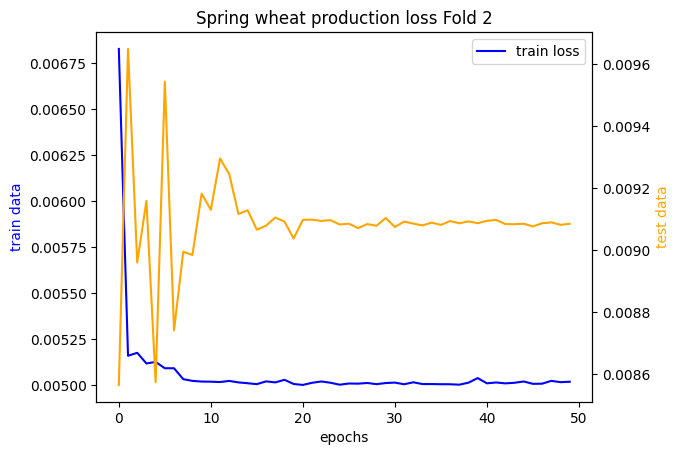 Spring wheat production loss Fold 2
train loss
train data
0.00675
0.00650
0.00625
0.00600
0.00575
0.00550
0.00525
0.00500
0.0096
0.0094
0.0092
0.0090
0.0088
0.0086
test data
0 10 20 30 40 50
epochs